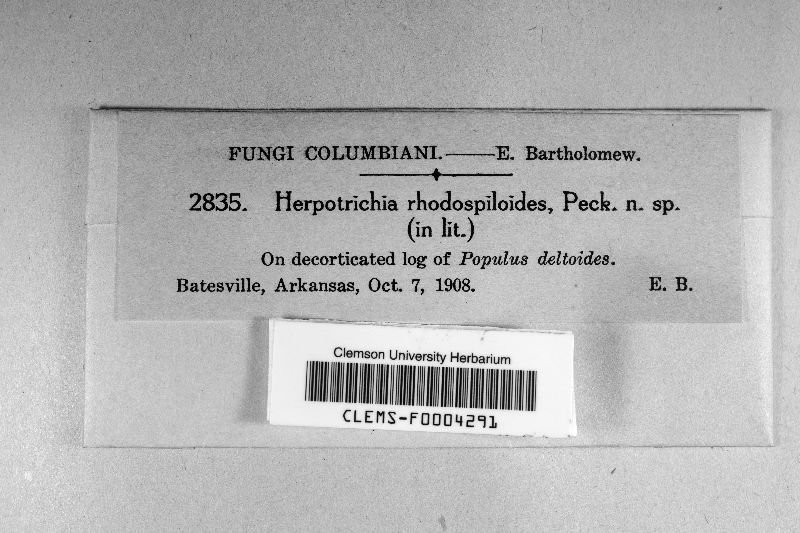 FUNGI COLUMBIANI.——E. Bartholomew.
2835. Herpotrichia rhodospiloides, Peck. n. sp.
(in lit.)
On decorticated log of Populus deltoides.
Batesville, Arkansas, Oct. 7, 1908. E. B.
Clemson University Herbarium
CLEMS-F0004291